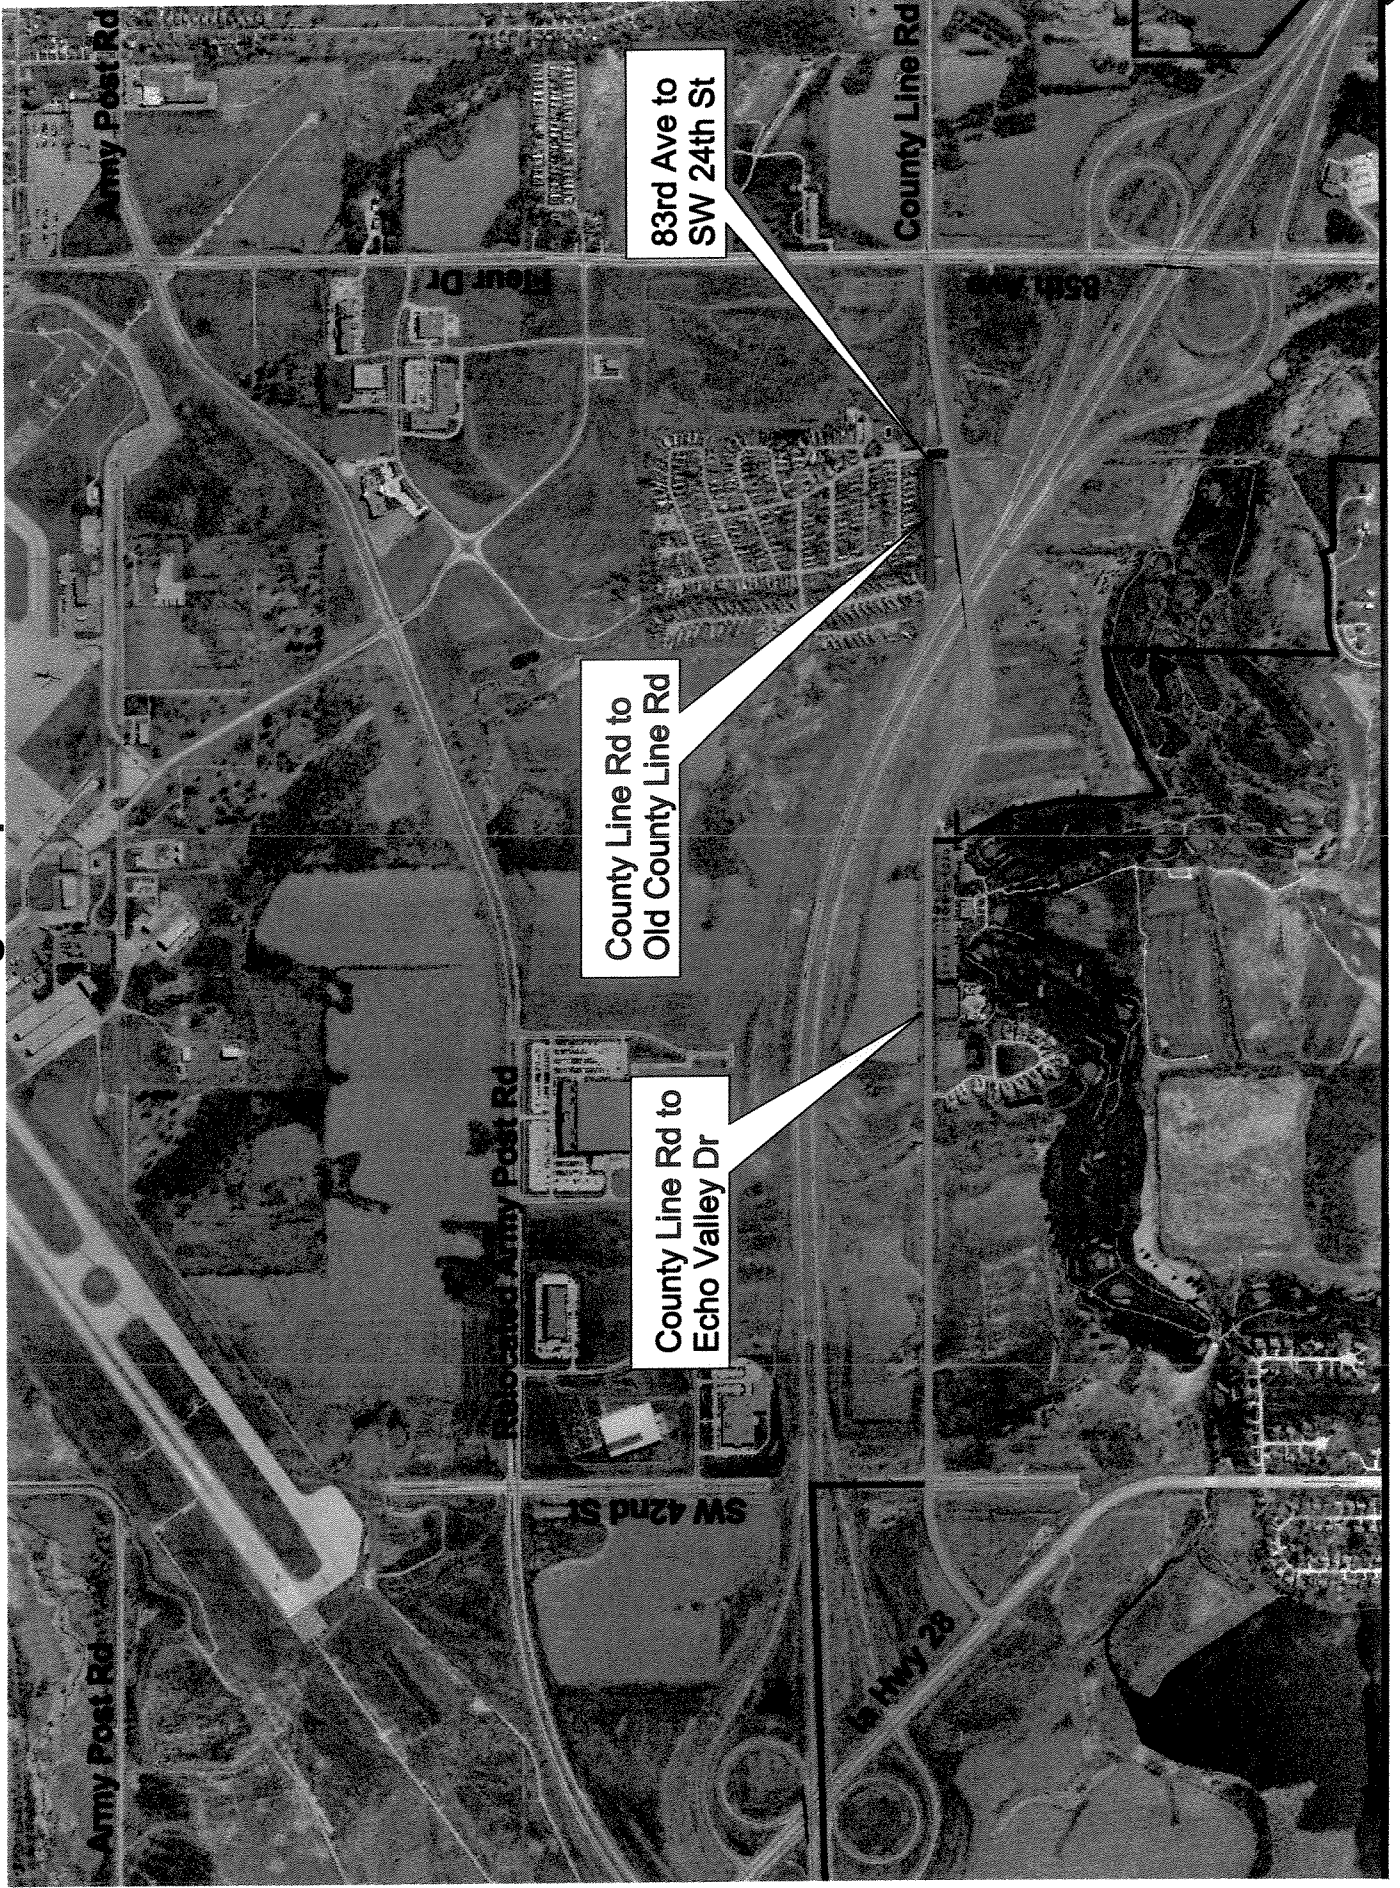 Army Post Rd
Army Post Rd
Relocated Army Post Rd
Fleur Dr
SW 42nd St
83rd Ave to
SW 24th St
County Line Rd to
Old County Line Rd
County Line Rd to
Echo Valley Dr
County Line Rd
85th Ave
Ia Hwy 28